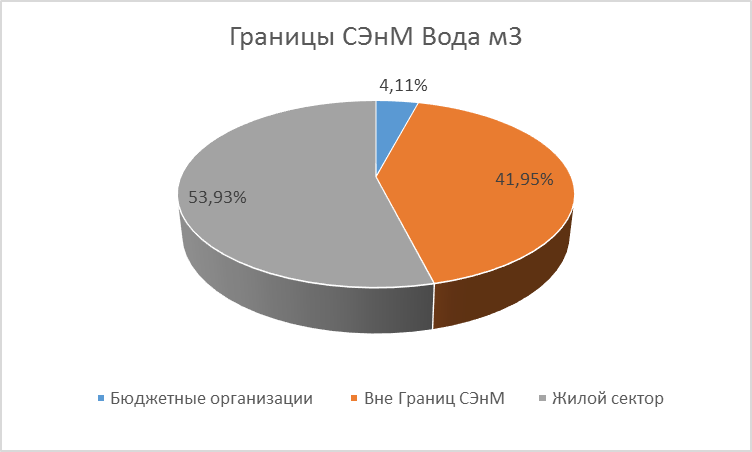 Границы СЭнМ Вода м3
4,11%
41,95%
53,93%
Бюджетные организации
Вне Границ СЭнМ
Жилой сектор